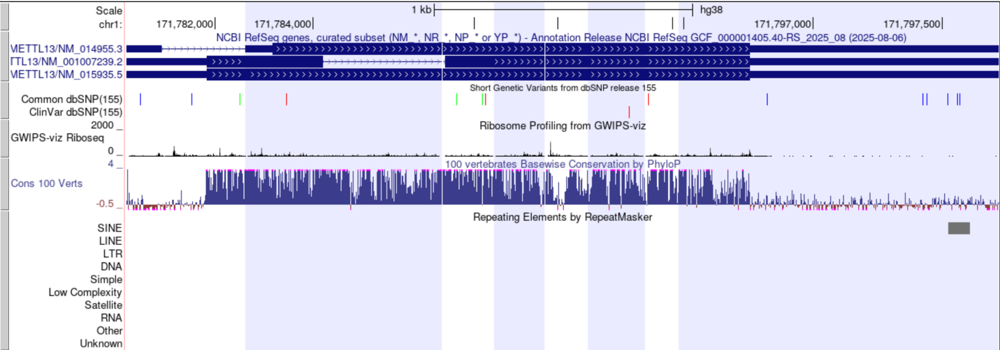 Scale 1 kb hg38
chr1: 171,782,000 171,784,000 171,797,000 171,797,500
NCBI RefSeq genes, curated subset (NM_*, NR_*, NP_* or YP_*) - Annotation Release NCBI RefSeq GCF_000001405.40-RS_2025_08 (2025-08-06)
METTL13/NM_014955.3
TTL13/NM_001007239.2
METTL13/NM_015935.5
Short Genetic Variants from dbSNP release 155
Common dbSNP(155)
ClinVar dbSNP(155)
Ribosome Profiling from GWIPS-viz
2000 _
GWIPS-viz Riboseq
0 _
100 vertebrates Basewise Conservation by PhyloP
4 _
Cons 100 Verts
-0.5 _
Repeating Elements by RepeatMasker
SINE
LINE
LTR
DNA
Simple
Low Complexity
Satellite
RNA
Other
Unknown